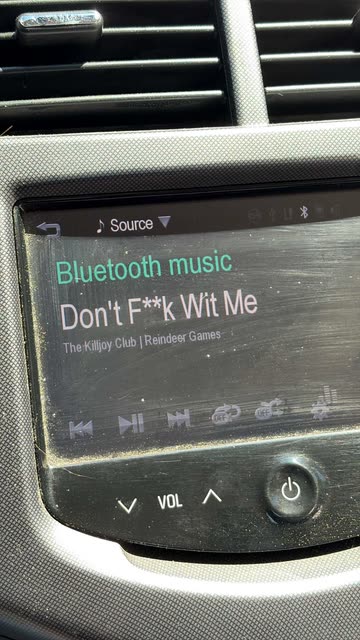 Source
Bluetooth music
Don't F**k Wit Me
The Killjoy Club | Reindeer Games
VOL